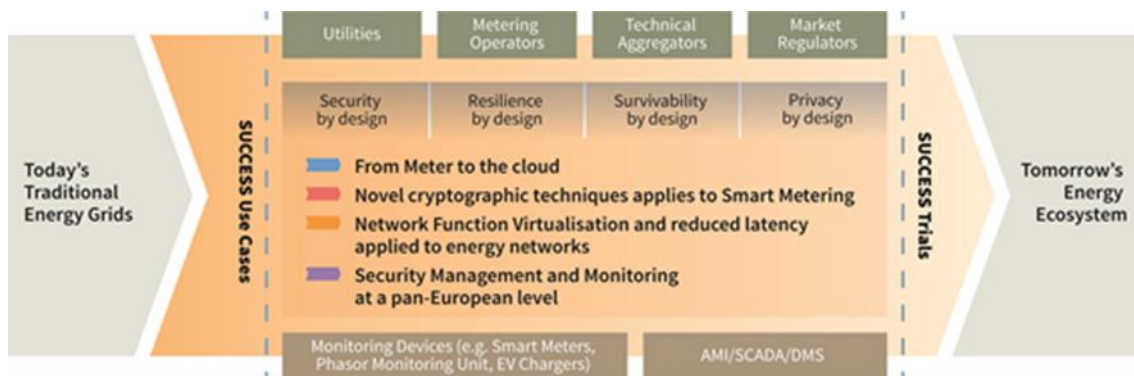 Utilities
Metering
Operators
Technical
Aggregators
Market
Regulators
Security
by design
Resilience
by design
Survivability
by design
Privacy
by design
Today's
Traditional
Energy Grids
SUCCESS Use Cases
From Meter to the cloud
Novel cryptographic techniques applies to Smart Metering
Network Function Virtualisation and reduced latency
applied to energy networks
Security Management and Monitoring
at a pan-European level
SUCCESS Trials
Tomorrow's
Energy
Ecosystem
Monitoring Devices (e.g. Smart Meters,
Phasor Monitoring Unit, EV Chargers)
AMI/SCADA/DMS